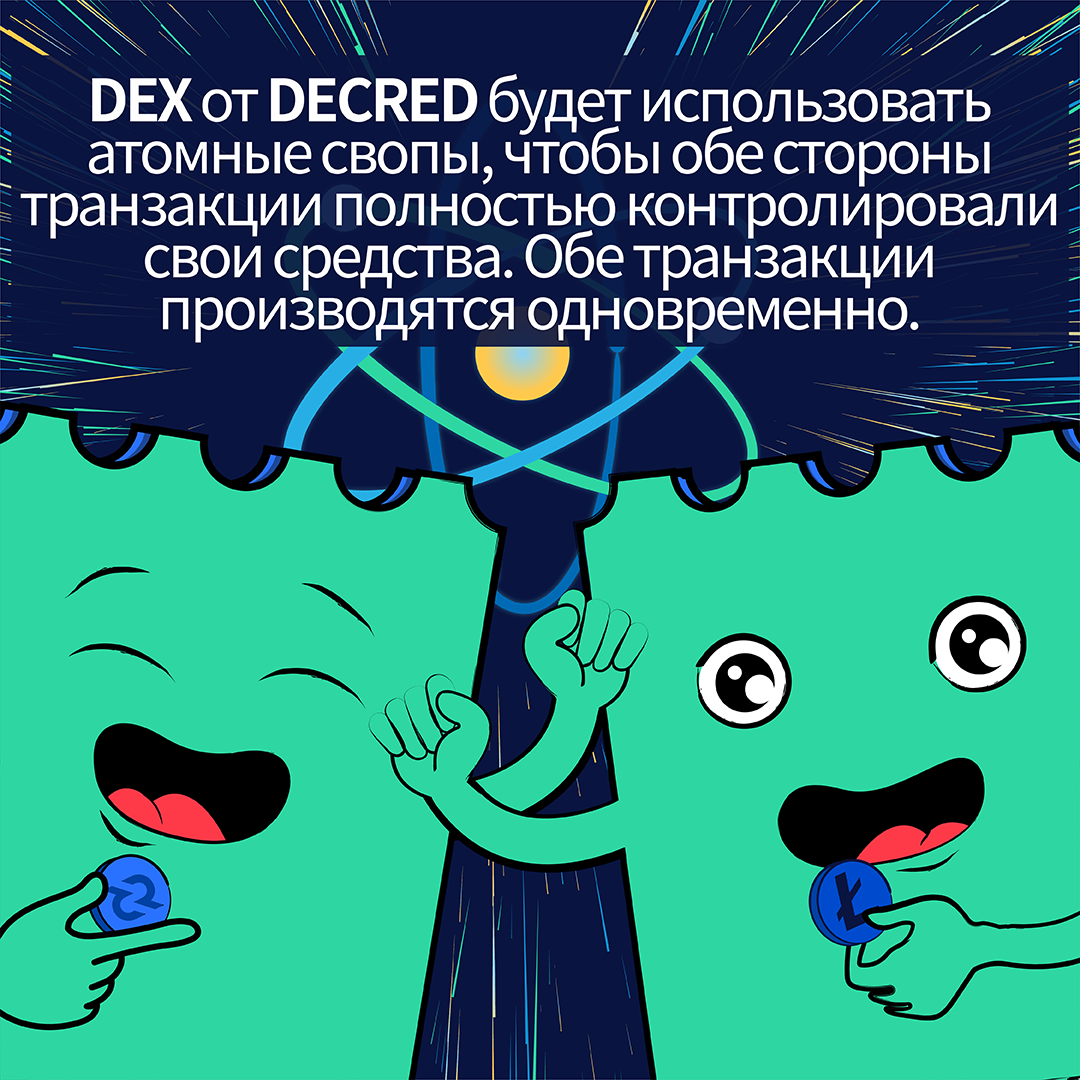 DEX от DECRED будет использовать
атомные свопы, чтобы обе стороны
транзакции полностью контролировали
свои средства. Обе транзакции
производятся одновременно.